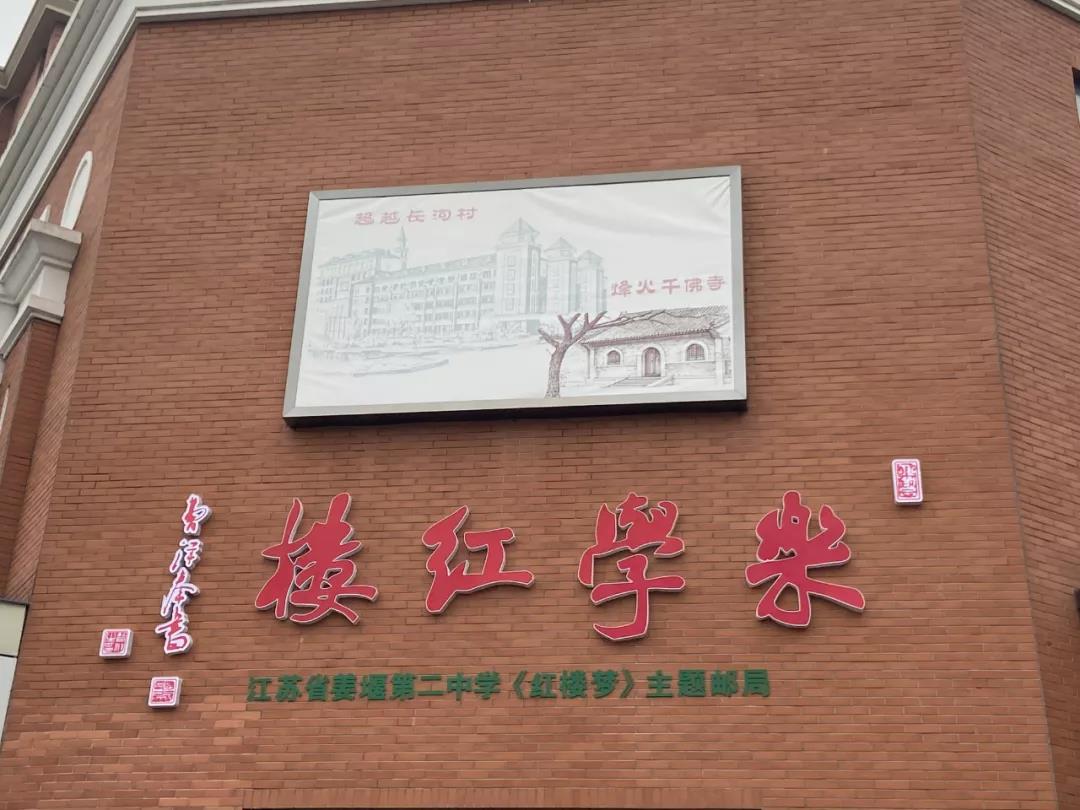 超越长河村
烽火千佛寺
楼红学乐
江苏省姜堰第二中学《红楼梦》主题邮局